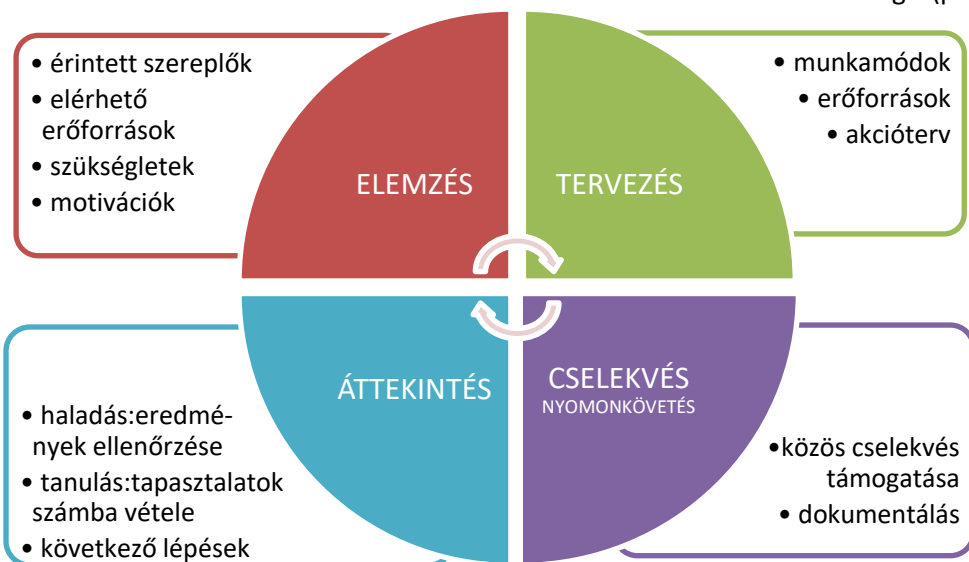 • érintett szereplők
• elérhető
erőforrások
• szükségletek
• motivációk
ELEMZÉS
TERVEZÉS
• munkamódok
• erőforrások
• akcióterv
ÁTTEKINTÉS
CSELEKVÉS
NYOMONKÖVETÉS
• haladás:eredmé-
nyek ellenőrzése
• tanulás:tapasztalatok
számba vétele
• következő lépések
•közös cselekvés
támogatása
• dokumentálás